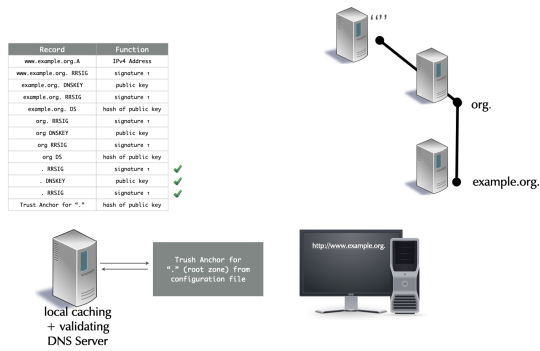 Record Function
www.example.org.A IPv4 Address
www.example.org. RRSIG signature ↑
example.org. DNSKEY public key
example.org. RRSIG signature ↑
example.org. DS hash of public key
org. RRSIG signature ↑
org DNSKEY public key
org RRSIG signature ↑
org DS hash of public key
. RRSIG signature ↑
. DNSKEY public key
. RRSIG signature ↑
Trust Anchor for "." hash of public key
“.”
org.
example.org.
Trush Anchor for
"." (root zone) from
configuration file
http://www.example.org.
local caching
+ validating
DNS Server